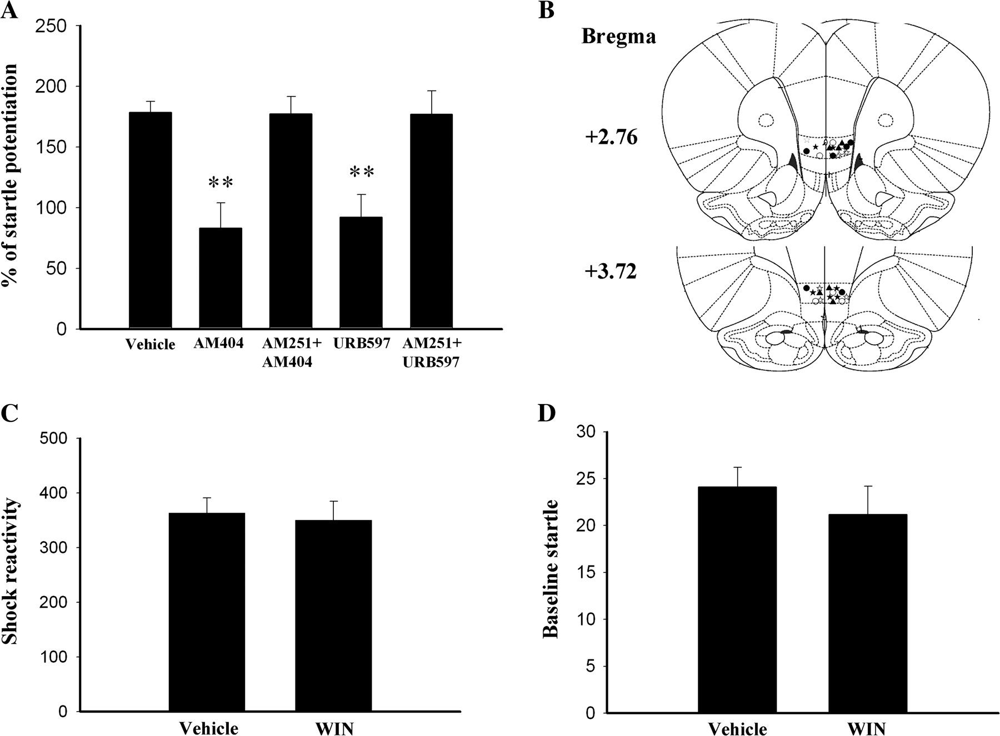 A
% of startle potentiation
250
200
150
100
50
0
**
**
Vehicle
AM404
AM251+
AM404
URB597
AM251+
URB597
B
Bregma
+2.76
+3.72
C
Shock reactivity
500
400
300
200
100
0
Vehicle
WIN
D
Baseline startle
30
25
20
15
10
5
0
Vehicle
WIN